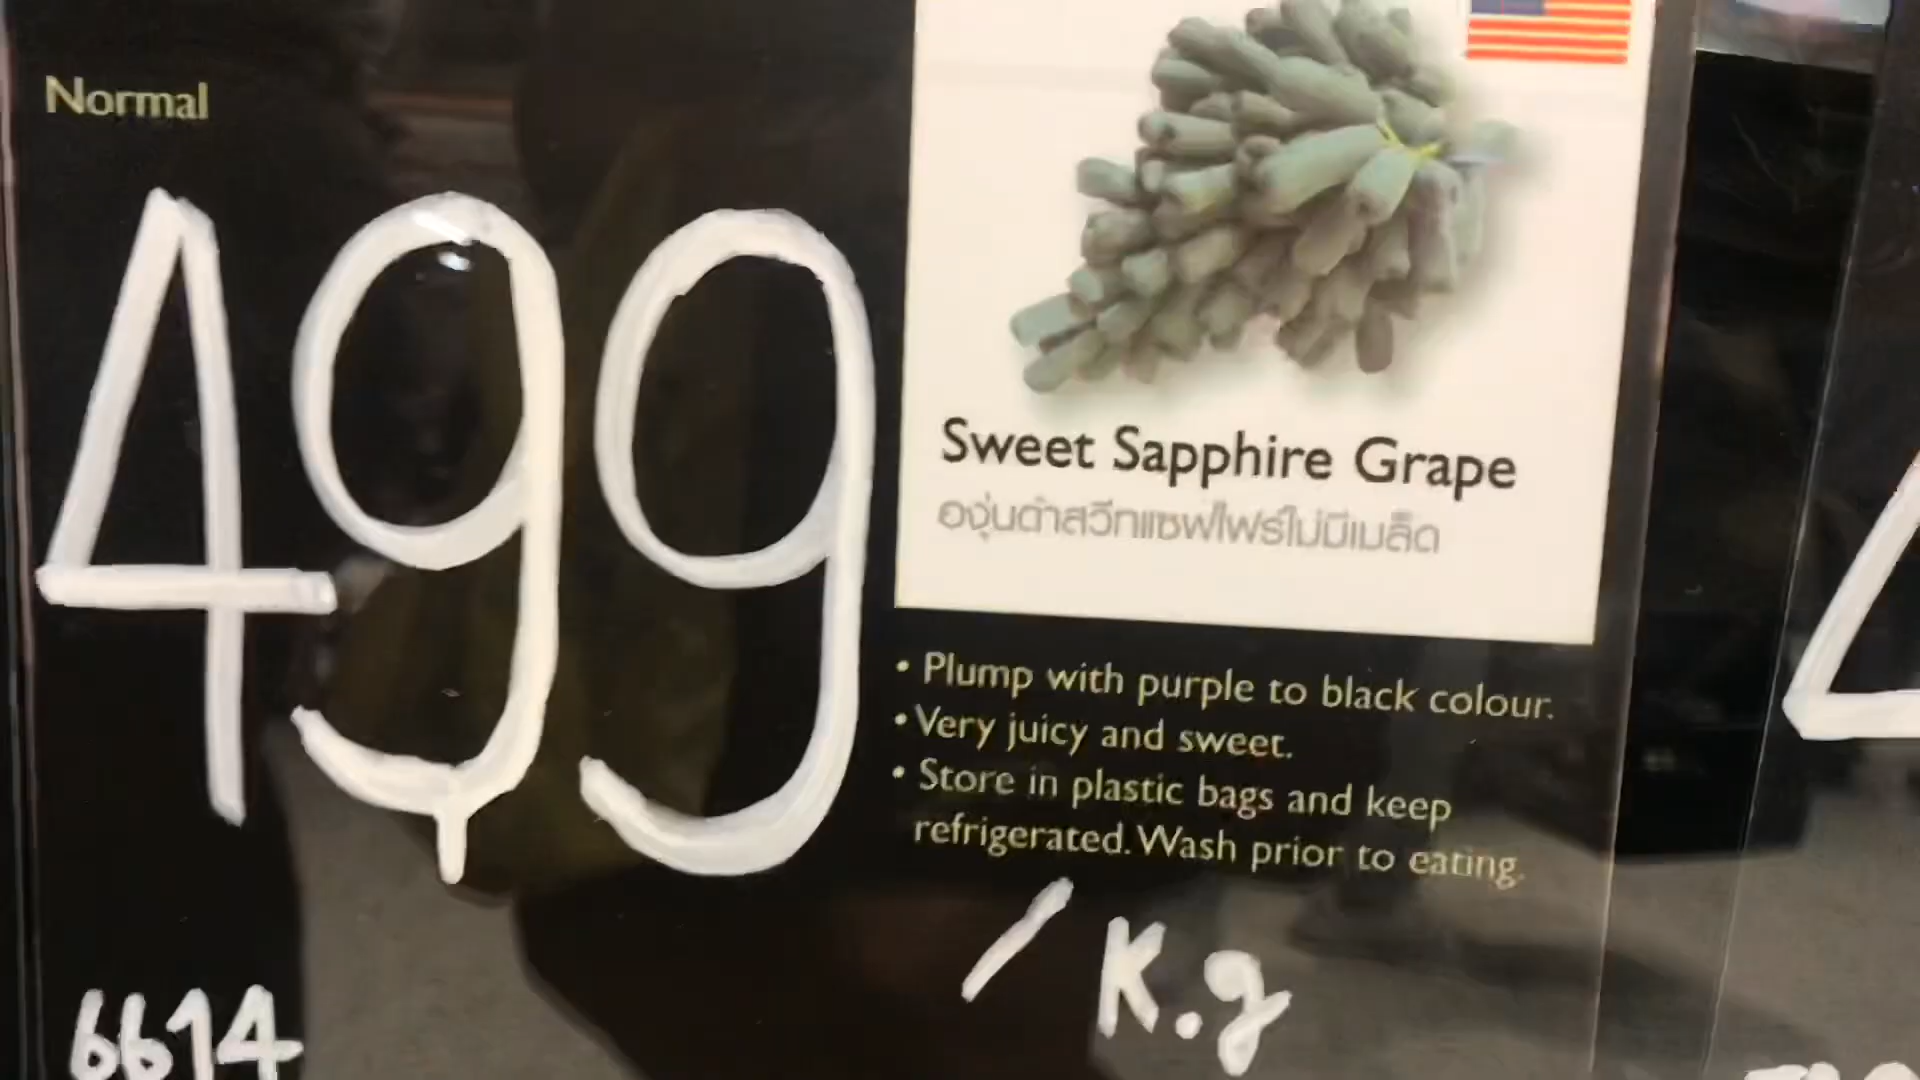 Normal
499
Sweet Sapphire Grape
องุ่นดำสวีทแซฟไฟร์ไม่มีเมล็ด
• Plump with purple to black colour.
• Very juicy and sweet.
• Store in plastic bags and keep
refrigerated. Wash prior to eating.
/ K.g
6614